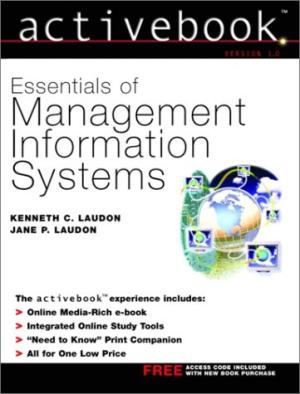 activebook™
VERSION 1.0
Essentials of
Management
Information
Systems
KENNETH C. LAUDON
JANE P. LAUDON
The activebook™ experience includes:
> Online Media-Rich e-book
> Integrated Online Study Tools
> "Need to Know" Print Companion
> All for One Low Price
FREE ACCESS CODE INCLUDED
WITH NEW BOOK PURCHASE